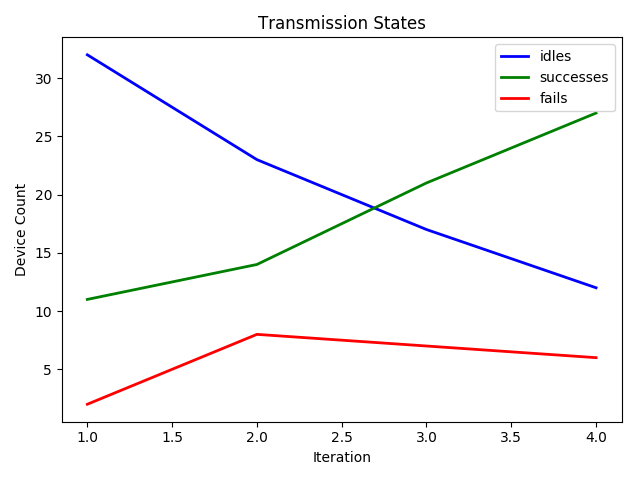 Transmission States
idles
successes
fails
Device Count
30
25
20
15
10
5
1.0 1.5 2.0 2.5 3.0 3.5 4.0
Iteration